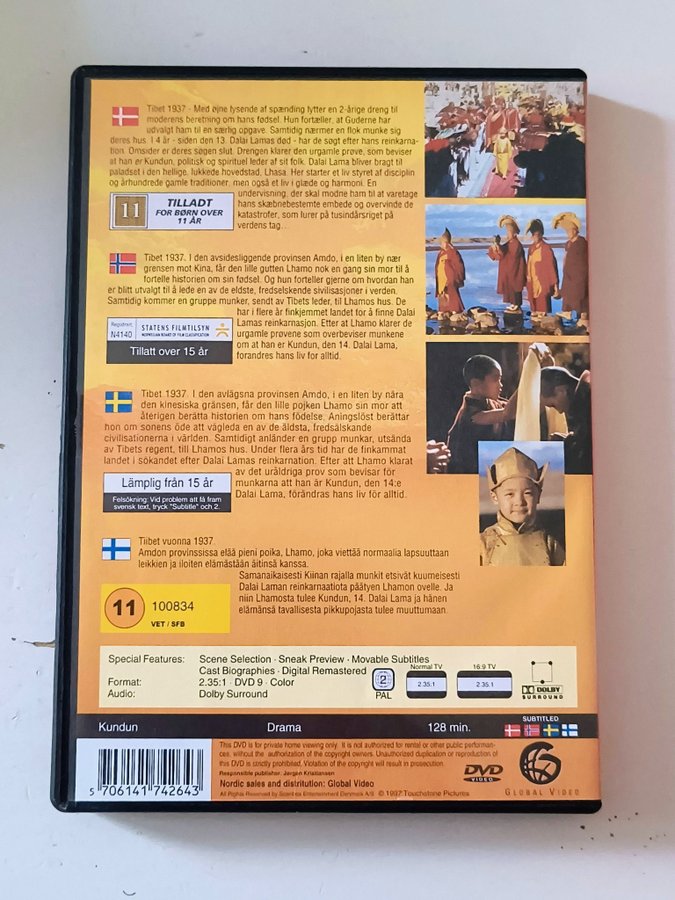 Tibet 1937 - Med øjne lysende af spænding lytter en 2-årige dreng til
moderens beretning om hans fødsel. Hun fortæller, at Guderne har
udvalgt ham til en særlig opgave. Samtidig nærmer en flok munke sig
deres hus. I 4 år - siden den 13. Dalai Lamas død - har de søgt efter hans reinkarna-
tion. Omsider er deres søgen slut. Drengen klarer den urgamle prøve, som beviser
at han er Kundun, politisk og spirituel leder af sit folk. Dalai Lama bliver bragt til
paladset i den hellige, lukkede hovedstad, Lhasa. Her starter et liv styret af disciplin
og århundrede gamle traditioner, men også et liv i glæde og harmoni. En
undervisning, der skal modne ham til at varetage
hans skæbnebestemte embede og overvinde de
katastrofer, som lurer på tusindårsriget på
verdens tag…
11
TILLADT
FOR BØRN OVER
11 ÅR
Tibet 1937. I den avsidesliggende provinsen Amdo, i en liten by nær
grensen mot Kina, får den lille gutten Lhamo nok en gang sin mor til å
fortelle historien om sin fødsel. Og hun forteller gjerne om hvordan han
er blitt utvalgt til å lede en av de eldste, fredselskende sivilisasjoner i verden.
Samtidig kommer en gruppe munker, sendt av Tibets leder, til Lhamos hus. De
har i flere år finkjemmet landet for å finne Dalai
Lamas reinkarnasjon. Etter at Lhamo klarer de
urgamle prøvene som overbeviser munkene
om at han er Kundun, den 14. Dalai Lama,
forandres hans liv for alltid.
Registrert.
N4140
STATENS FILMTILSYN
NORWEGIAN BOARD OF FILM CLASSIFICATION
Tillatt over 15 år
Tibet 1937. I den avlägsna provinsen Amdo, i en liten by nära
den kinesiska gränsen, får den lille pojken Lhamo sin mor att
återigen berätta historien om hans födelse. Aningslöst berättar
hon om sonens öde att vägleda en av de äldsta, fredsälskande
civilisationerna i världen. Samtidigt anländer en grupp munkar, utsända
av Tibets regent, till Lhamos hus. Under flera års tid har de finkammat
landet i sökandet efter Dalai Lamas reinkarnation. Efter att Lhamo klarat
av det uråldriga prov som bevisar för
munkarna att han är Kundun, den 14:e
Dalai Lama, förändras hans liv för alltid.
Lämplig från 15 år
Felsökning: Vid problem att få fram
svensk text, tryck "Subtitle" och 2.
Tiibet vuonna 1937.
Amdon provinssissa elää pieni poika, Lhamo, joka viettää normaalia lapsuuttaan
leikkien ja iloiten elämästään äitinsä kanssa.
Samanaikaisesti Kiinan rajalla munkit etsivät kuumeisesti
Dalai Laman reinkarnaatiota päätyen Lhamon ovelle. Ja
niin Lhamosta tulee Kundun, 14. Dalai Lama ja hänen
elämänsä tavallisesta pikkupojasta tulee muuttumaan.
11
100834
VET / SFB
Special Features: Scene Selection · Sneak Preview · Movable Subtitles
Cast Biographies · Digital Remastered
Format: 2.35:1 · DVD 9 · Color
Audio: Dolby Surround
2
PAL
Normal TV
2.35:1
16:9 TV
2.35:1
DOLBY
SURROUND
Kundun Drama 128 min.
SUBTITLED
5 706141 742643
This DVD is for private home viewing only. It is not authorized for rental or other public performan-
ces, without the authorization of the copyright owners. Unauthorized duplication or reproduction of
this DVD is strictly prohibited. Violation of the copyright will result in prosecution.
Responsible publisher: Jørgen Kristiansen
Nordic sales and distribution: Global Video
All Rights Reserved by Scanbox Entertainment Denmark A/S © 1997 Touchstone Pictures
DVD
VIDEO
GLOBAL VIDEO